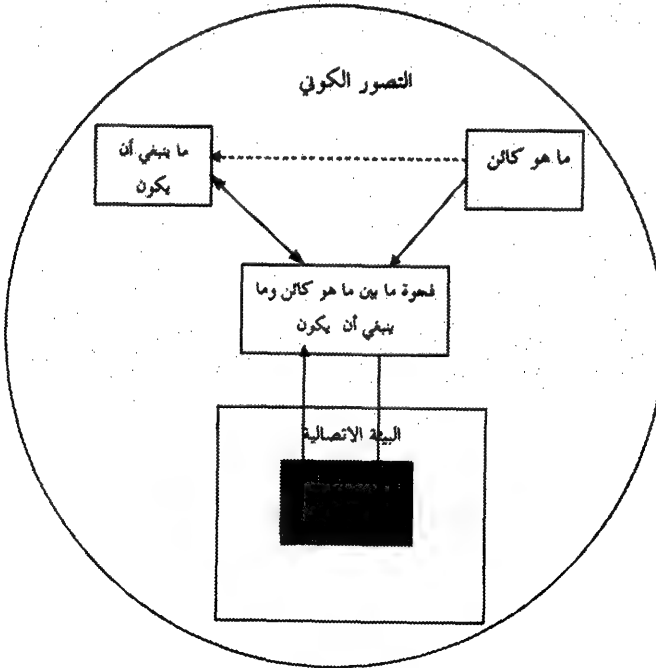 التصور الكوني
ما هو كائن
ما ينبغي أن
يكون
فجوة ما بين ما هو كائن وما
ينبغي أن يكون
البيئة الاتصالية